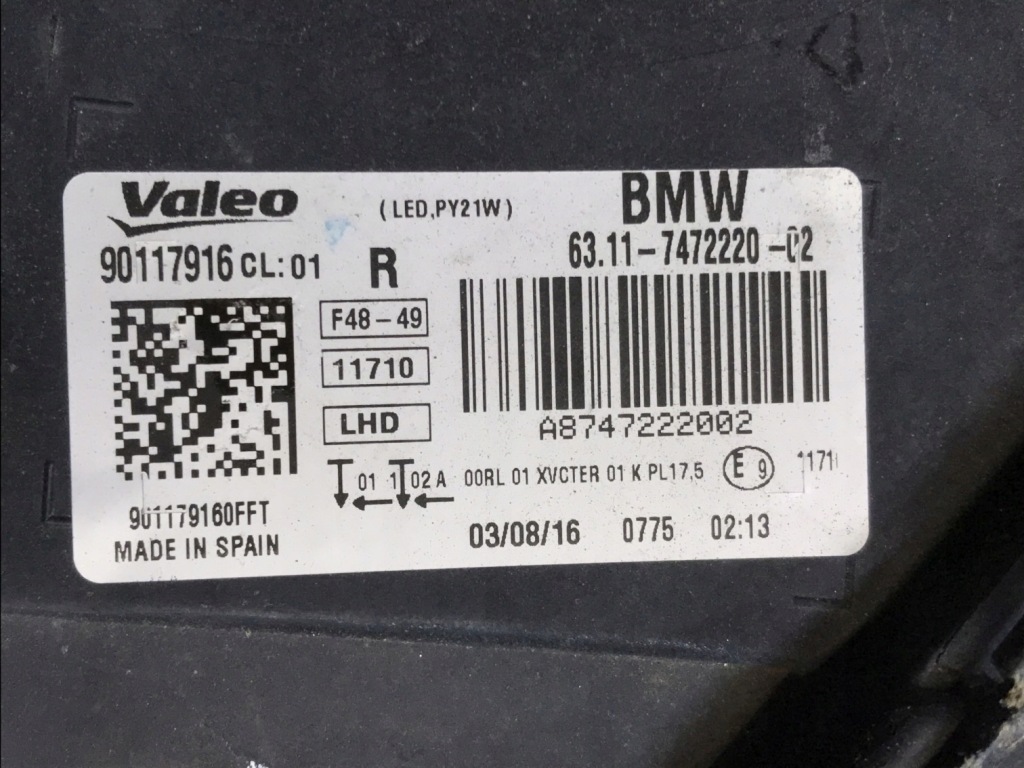 Valeo (LED,PY21W) BMW
90117916 CL:01 R 63.11-7472220-02
F48-49
11710
LHD
A8747222002
01 1 02 A 00RL 01 XVCTER 01 K PL17,5 E 9
901179160FFT
MADE IN SPAIN
03/08/16 0775 02:13